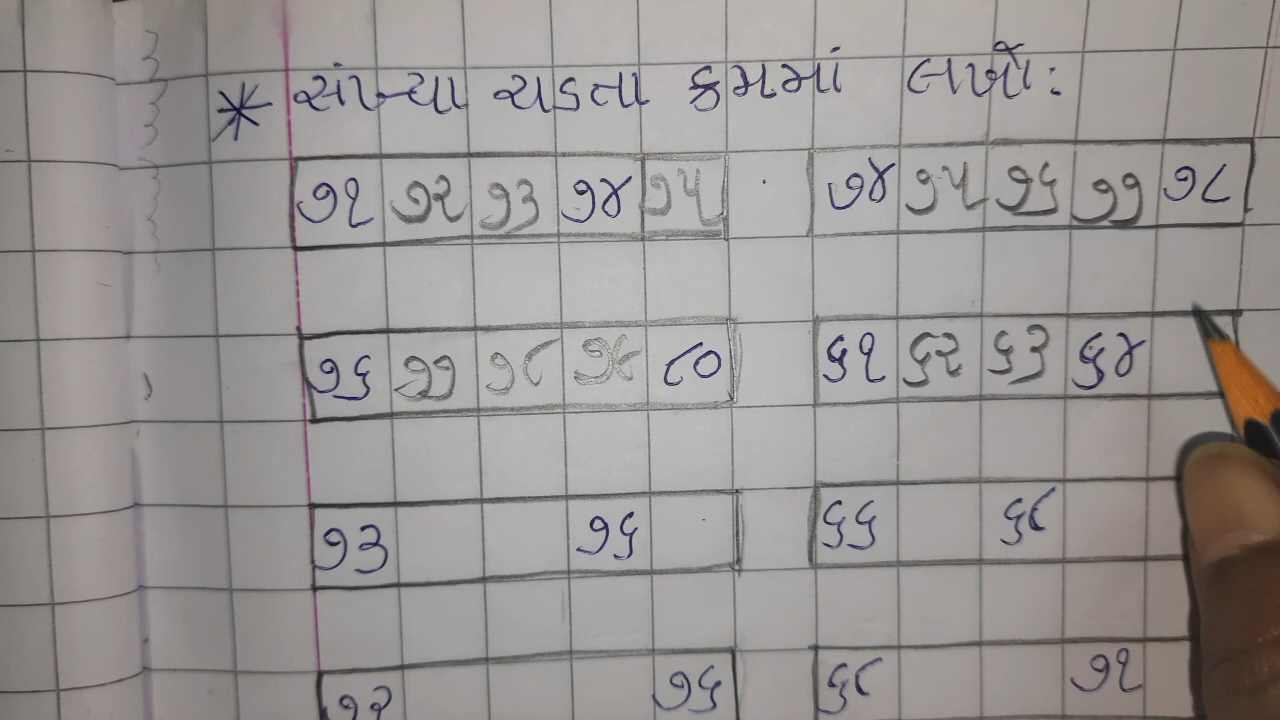 * સંખ્યા ચડતા ક્રમમાં લખો:
૭૧ ૭૨ ૭૩ ૭૪ ૭૫ ૭૪ ૭૫ ૭૬ ૭૭ ૭૮
૭૬ ૭૭ ૭૮ ૭૯ ૮૦ ૬૧ ૬૨ ૬૩ ૬૪
૭૩ ૭૬ ૬૬ ૬૮
૭૨ ૭૬ ૬૮ ૭૧